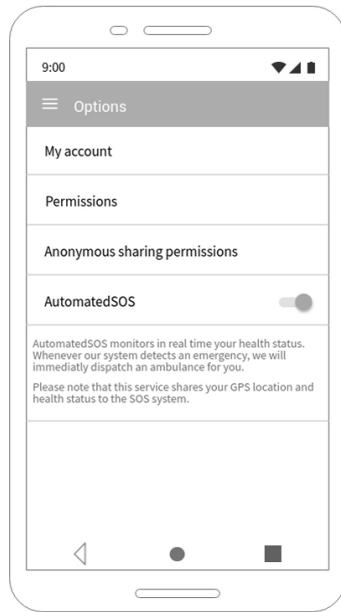 9:00
Options
My account
Permissions
Anonymous sharing permissions
AutomatedSOS
AutomatedSOS monitors in real time your health status.
Whenever our system detects an emergency, we will
immediatly dispatch an ambulance for you.
Please note that this service shares your GPS location and
health status to the SOS system.